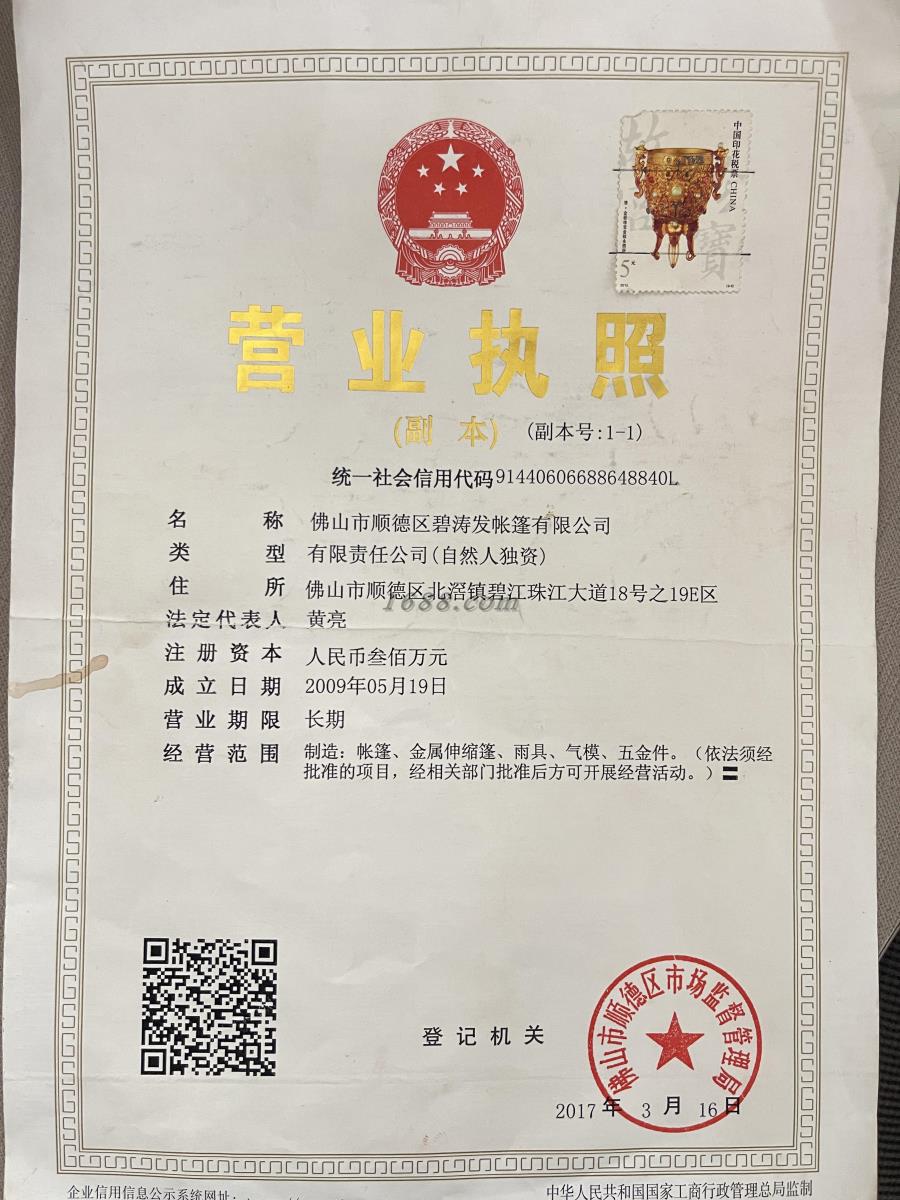 中国印花税票 CHINA
5元
营业执照
(副 本) (副本号:1-1)
统一社会信用代码91440606688648840L
名称 佛山市顺德区碧涛发帐篷有限公司
类型 有限责任公司(自然人独资)
住所 佛山市顺德区北滘镇碧江珠江大道18号之19E区
1688.com
法定代表人 黄亮
注册资本 人民币叁佰万元
成立日期 2009年05月19日
营业期限 长期
经营范围 制造：帐篷、金属伸缩篷、雨具、气模、五金件。（依法须经
批准的项目，经相关部门批准后方可开展经营活动。）
佛山市顺德区市场监督管理局
登记机关
2017年 3 月 16日
企业信用信息公示系统网址：
中华人民共和国国家工商行政管理总局监制